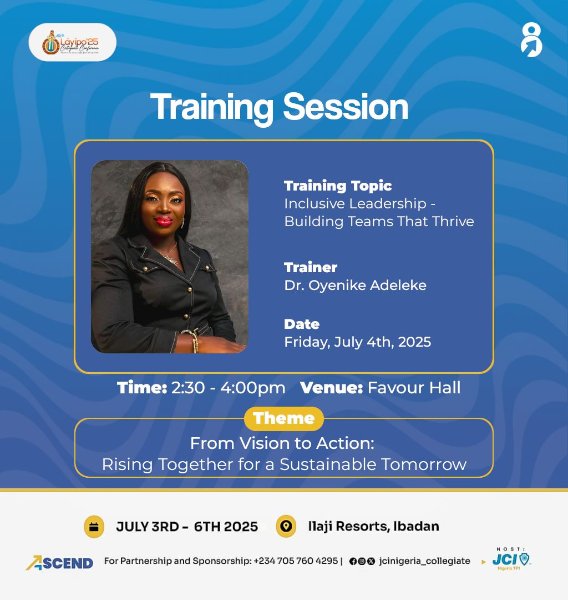 Layipo'25
Training Session
Training Topic
Inclusive Leadership -
Building Teams That Thrive
Trainer
Dr. Oyenike Adeleke
Date
Friday, July 4th, 2025
Time: 2:30 - 4:00pm Venue: Favour Hall
Theme
From Vision to Action:
Rising Together for a Sustainable Tomorrow
JULY 3RD - 6TH 2025 Ilaji Resorts, Ibadan
HOST:
ASCEND For Partnership and Sponsorship: +234 705 760 4295 | jcinigeria_collegiate JCI